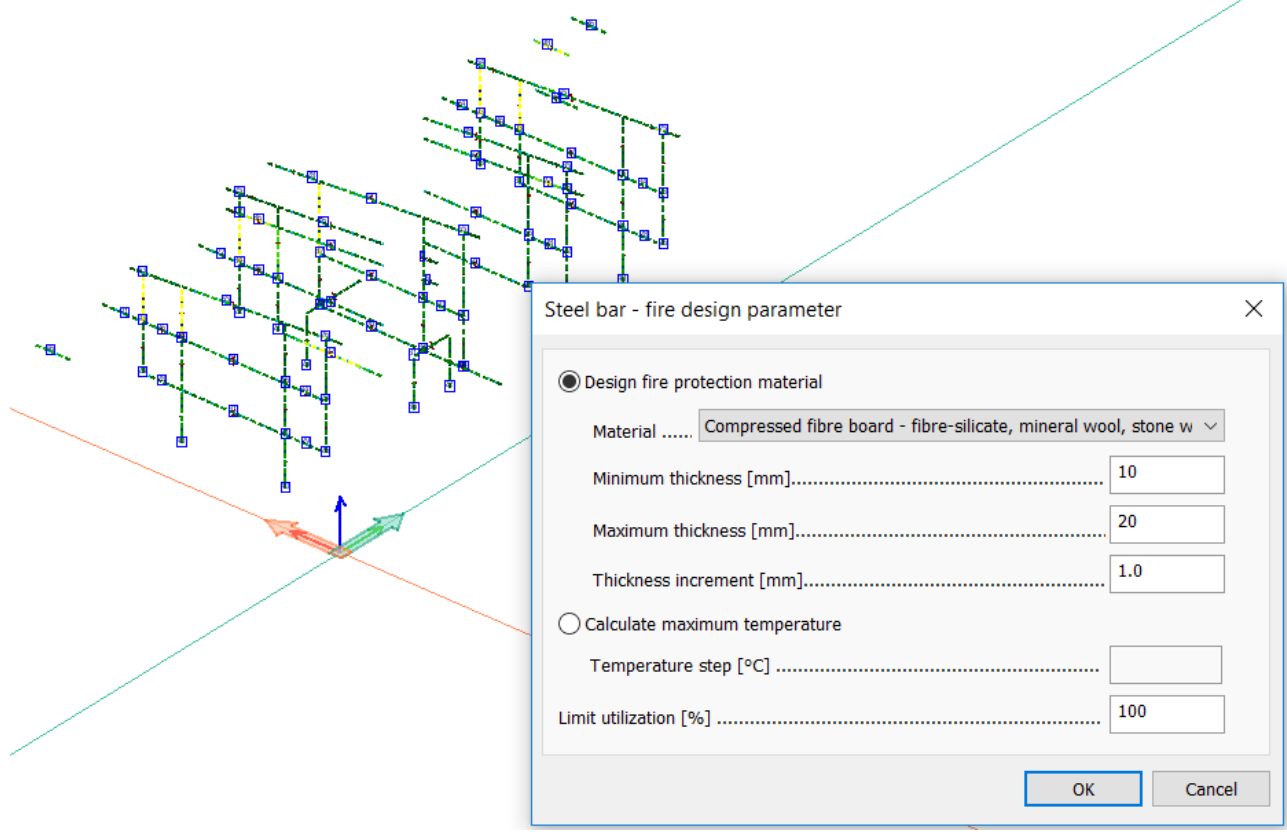 Steel bar - fire design parameter
Design fire protection material
Material ...... Compressed fibre board - fibre-silicate, mineral wool, stone w
Minimum thickness [mm]..................................................... 10
Maximum thickness [mm].................................................... 20
Thickness increment [mm]................................................... 1.0
Calculate maximum temperature
Temperature step [°C] .......................................................
Limit utilization [%] ................................................................ 100
OK Cancel